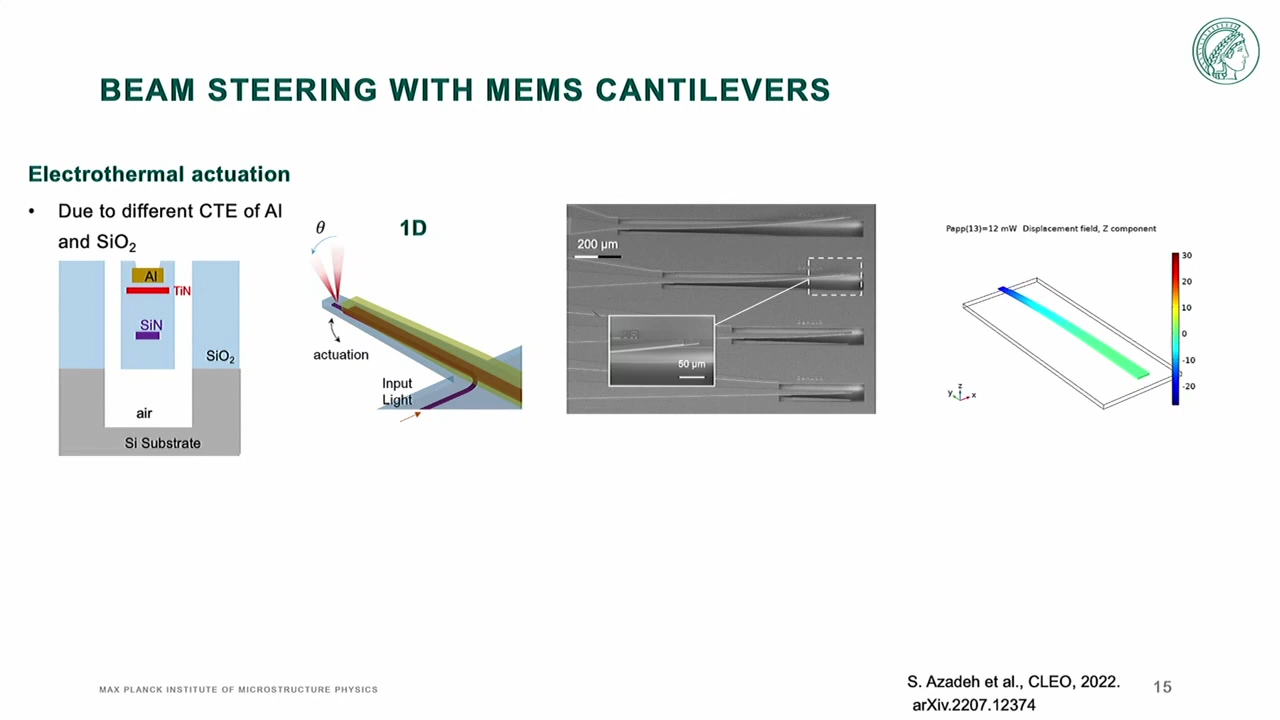 BEAM STEERING WITH MEMS CANTILEVERS
Electrothermal actuation
• Due to different CTE of Al
and SiO₂
Al
TiN
SiN
SiO₂
air
Si Substrate
θ
1D
actuation
Input
Light
200 μm
50 μm
Papp(13)=12 mW Displacement field, Z component
30
20
10
0
-10
-20
z
y
x
MAX PLANCK INSTITUTE OF MICROSTRUCTURE PHYSICS
S. Azadeh et al., CLEO, 2022.
arXiv.2207.12374
15